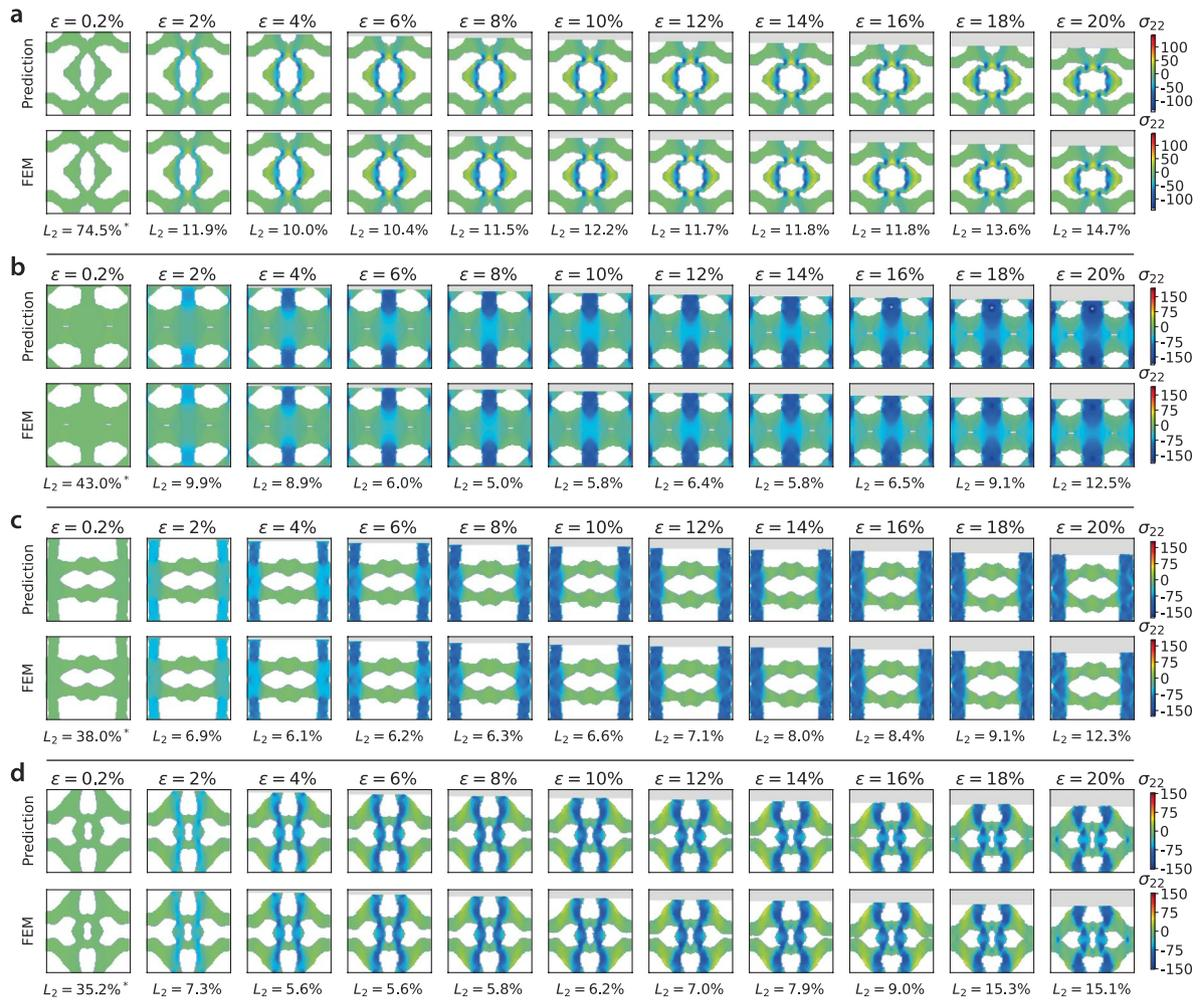 a
ε = 0.2% ε = 2% ε = 4% ε = 6% ε = 8% ε = 10% ε = 12% ε = 14% ε = 16% ε = 18% ε = 20% σ22
Prediction
100
50
0
-50
-100
σ22
FEM
100
50
0
-50
-100
L2 = 74.5%* L2 = 11.9% L2 = 10.0% L2 = 10.4% L2 = 11.5% L2 = 12.2% L2 = 11.7% L2 = 11.8% L2 = 11.8% L2 = 13.6% L2 = 14.7%
b
ε = 0.2% ε = 2% ε = 4% ε = 6% ε = 8% ε = 10% ε = 12% ε = 14% ε = 16% ε = 18% ε = 20% σ22
Prediction
150
75
0
-75
-150
σ22
FEM
150
75
0
-75
-150
L2 = 43.0%* L2 = 9.9% L2 = 8.9% L2 = 6.0% L2 = 5.0% L2 = 5.8% L2 = 6.4% L2 = 5.8% L2 = 6.5% L2 = 9.1% L2 = 12.5%
c
ε = 0.2% ε = 2% ε = 4% ε = 6% ε = 8% ε = 10% ε = 12% ε = 14% ε = 16% ε = 18% ε = 20% σ22
Prediction
150
75
0
-75
-150
σ22
FEM
150
75
0
-75
-150
L2 = 38.0%* L2 = 6.9% L2 = 6.1% L2 = 6.2% L2 = 6.3% L2 = 6.6% L2 = 7.1% L2 = 8.0% L2 = 8.4% L2 = 9.1% L2 = 12.3%
d
ε = 0.2% ε = 2% ε = 4% ε = 6% ε = 8% ε = 10% ε = 12% ε = 14% ε = 16% ε = 18% ε = 20% σ22
Prediction
150
75
0
-75
-150
σ22
FEM
150
75
0
-75
-150
L2 = 35.2%* L2 = 7.3% L2 = 5.6% L2 = 5.6% L2 = 5.8% L2 = 6.2% L2 = 7.0% L2 = 7.9% L2 = 9.0% L2 = 15.3% L2 = 15.1%